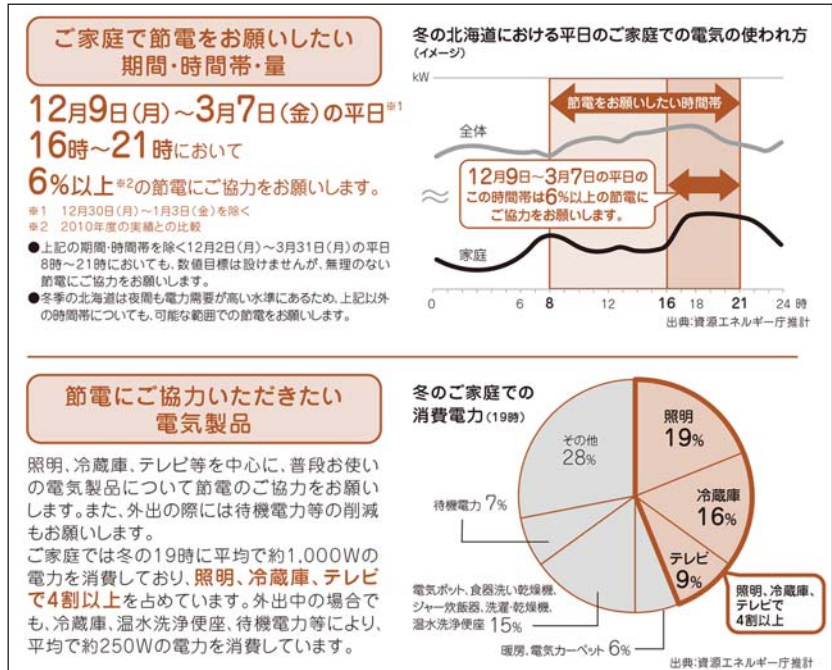 ご家庭で節電をお願いしたい
期間・時間帯・量
12月9日(月)～3月7日(金)の平日※1
16時～21時において
6%以上※2の節電にご協力をお願いします。
※1 12月30日(月)～1月3日(金)を除く
※2 2010年度の実績との比較
●上記の期間・時間帯を除く12月2日(月)～3月31日(月)の平日
8時～21時においても、数値目標は設けませんが、無理のない
節電にご協力をお願いします。
●冬季の北海道は夜間も電力需要が高い水準にあるため、上記以外
の時間帯についても、可能な範囲での節電をお願いします。
冬の北海道における平日のご家庭での電気の使われ方
(イメージ)
kW
節電をお願いしたい時間帯
全体
12月9日～3月7日の平日の
この時間帯は6%以上の節電に
ご協力をお願いします。
家庭
0 6 8 12 16 18 21 24 時
出典:資源エネルギー庁推計
節電にご協力いただきたい
電気製品
照明、冷蔵庫、テレビ等を中心に、普段お使い
の電気製品について節電のご協力をお願い
します。また、外出の際には待機電力等の削減
もお願いします。
ご家庭では冬の19時に平均で約1,000Wの
電力を消費しており、照明、冷蔵庫、テレビ
で4割以上を占めています。外出中の場合で
も、冷蔵庫、温水洗浄便座、待機電力等により、
平均で約250Wの電力を消費しています。
冬のご家庭での
消費電力(19時)
照明
19%
冷蔵庫
16%
テレビ
9%
照明、冷蔵庫、
テレビで
4割以上
暖房、電気カーペット 6%
電気ポット、食器洗い乾燥機、
ジャー炊飯器、洗濯・乾燥機、
温水洗浄便座 15%
待機電力 7%
その他
28%
出典:資源エネルギー庁推計